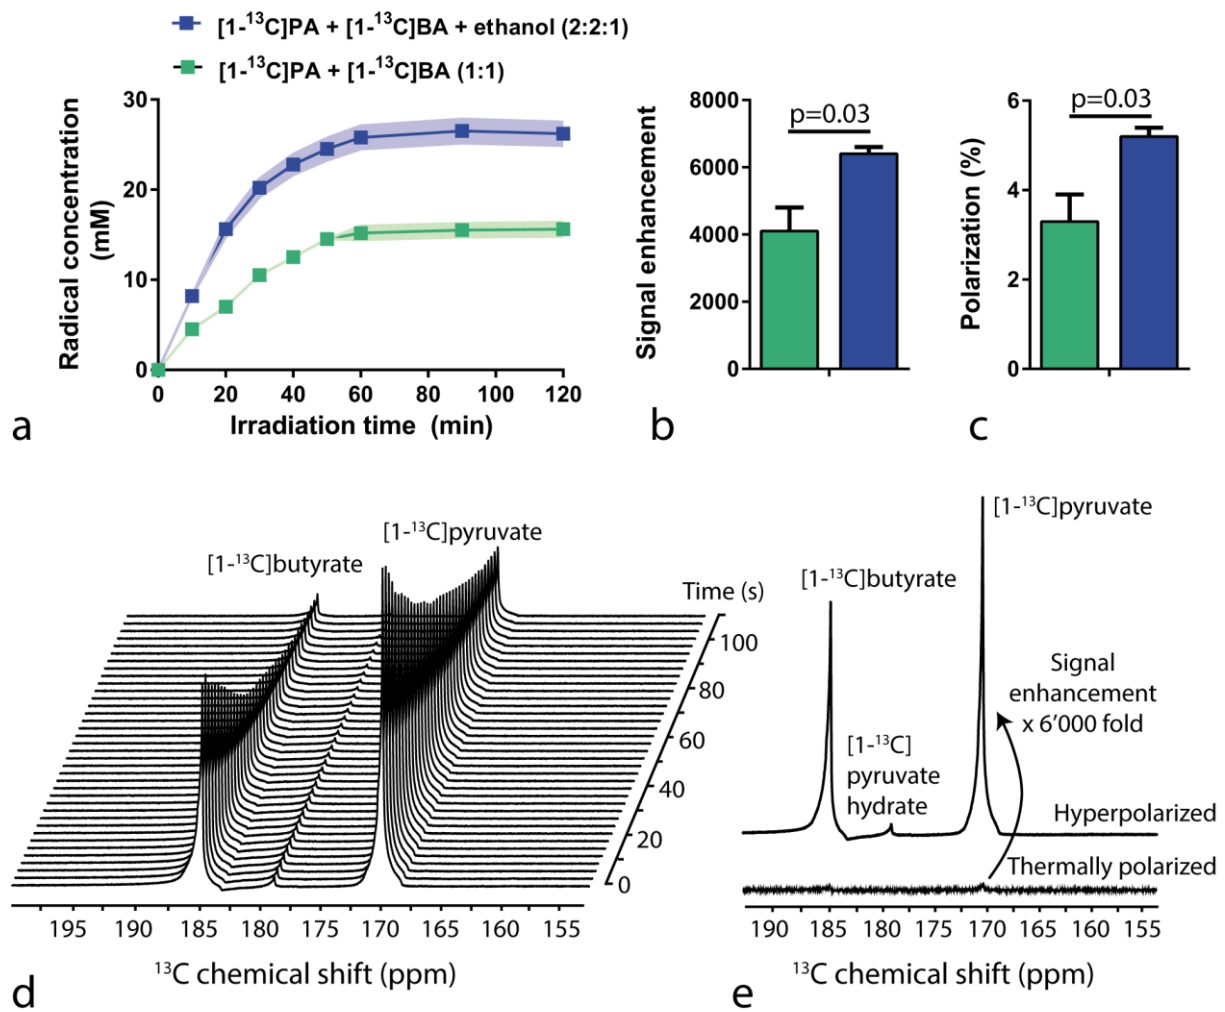 [1-¹³C]PA + [1-¹³C]BA + ethanol (2:2:1)
[1-¹³C]PA + [1-¹³C]BA (1:1)
Radical concentration
(mM)
30
20
10
0
0 20 40 60 80 100 120
Irradiation time (min)
a
Signal enhancement
8000
6000
4000
2000
0
p=0.03
b
Polarization (%)
6
4
2
0
p=0.03
c
[1-¹³C]butyrate
[1-¹³C]pyruvate
Time (s)
100
80
60
40
20
0
195 190 185 180 175 170 165 160 155
¹³C chemical shift (ppm)
d
[1-¹³C]pyruvate
[1-¹³C]butyrate
[1-¹³C]
pyruvate
hydrate
Signal
enhancement
x 6'000 fold
Hyperpolarized
Thermally polarized
190 185 180 175 170 165 160 155
¹³C chemical shift (ppm)
e